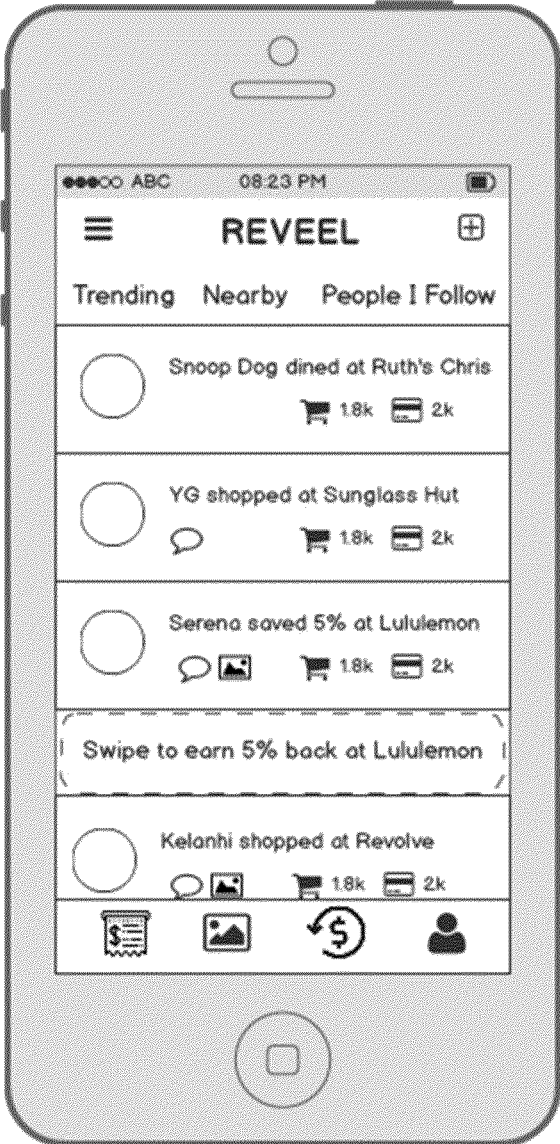 ABC 08:23 PM
REVEEL
Trending Nearby People I Follow
Snoop Dog dined at Ruth's Chris
1.8k 2k
YG shopped at Sunglass Hut
1.8k 2k
Serena saved 5% at Lululemon
1.8k 2k
Swipe to earn 5% back at Lululemon
Kelanhi shopped at Revolve
1.8k 2k
$ $